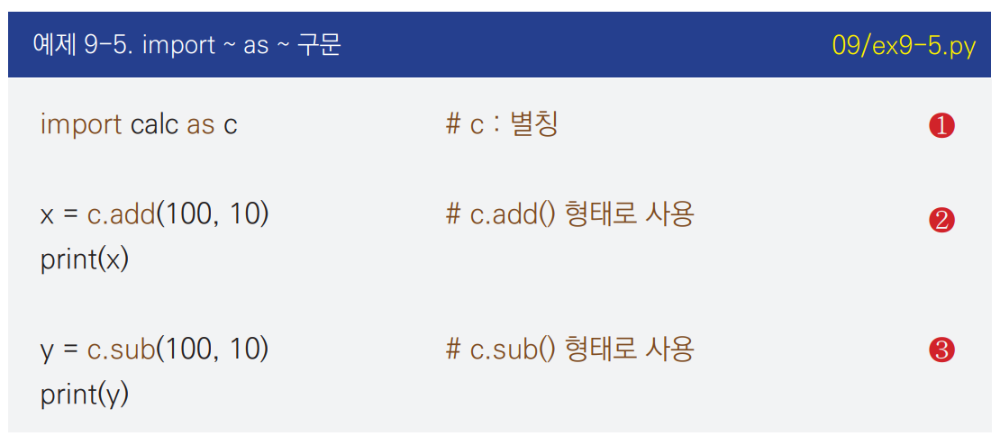 예제 9-5. import ~ as ~ 구문 09/ex9-5.py
import calc as c # c : 별칭 ❶
x = c.add(100, 10) # c.add() 형태로 사용 ❷
print(x)
y = c.sub(100, 10) # c.sub() 형태로 사용 ❸
print(y)